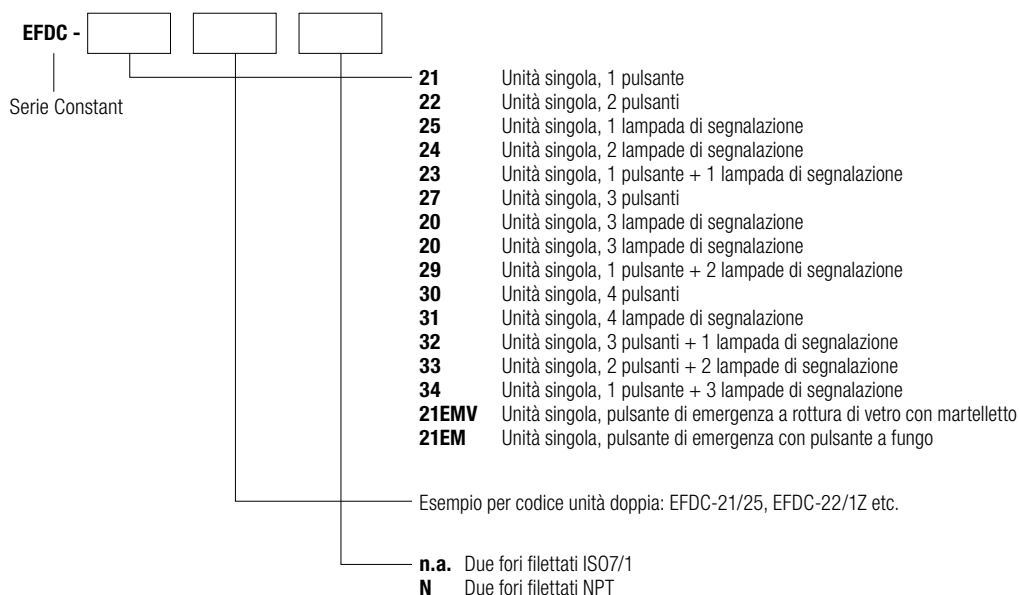 EFDC -
Serie Constant
21 Unità singola, 1 pulsante
22 Unità singola, 2 pulsanti
25 Unità singola, 1 lampada di segnalazione
24 Unità singola, 2 lampade di segnalazione
23 Unità singola, 1 pulsante + 1 lampada di segnalazione
27 Unità singola, 3 pulsanti
20 Unità singola, 3 lampade di segnalazione
20 Unità singola, 3 lampade di segnalazione
29 Unità singola, 1 pulsante + 2 lampade di segnalazione
30 Unità singola, 4 pulsanti
31 Unità singola, 4 lampade di segnalazione
32 Unità singola, 3 pulsanti + 1 lampada di segnalazione
33 Unità singola, 2 pulsanti + 2 lampade di segnalazione
34 Unità singola, 1 pulsante + 3 lampade di segnalazione
21EMV Unità singola, pulsante di emergenza a rottura di vetro con martelletto
21EM Unità singola, pulsante di emergenza con pulsante a fungo
Esempio per codice unità doppia: EFDC-21/25, EFDC-22/1Z etc.
n.a. Due fori filettati ISO7/1
N Due fori filettati NPT